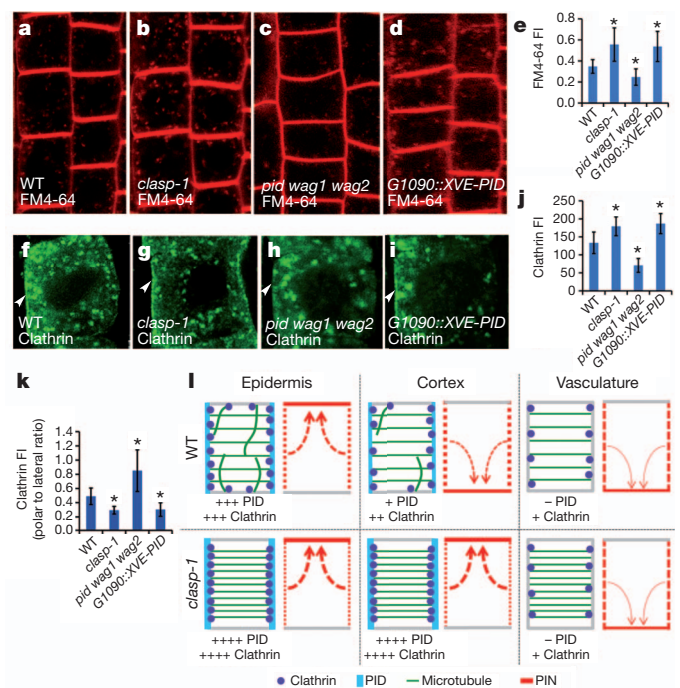 a
WT
FM4-64
b
clasp-1
FM4-64
c
pid wag1 wag2
FM4-64
d
G1090::XVE-PID
FM4-64
e
FM4-64 FI
0.8
0.6
0.4
0.2
0.0
*
*
*
WT
clasp-1
pid wag1 wag2
G1090::XVE-PID
f
WT
Clathrin
g
clasp-1
Clathrin
h
pid wag1 wag2
Clathrin
i
G1090::XVE-PID
Clathrin
j
Clathrin FI
250
200
150
100
50
0
*
*
*
WT
clasp-1
pid wag1 wag2
G1090::XVE-PID
k
Clathrin FI
(polar to lateral ratio)
1.4
1.2
1.0
0.8
0.6
0.4
0.2
0.0
*
*
*
WT
clasp-1
pid wag1 wag2
G1090::XVE-PID
l
Epidermis
Cortex
Vasculature
WT
+++ PID
+++ Clathrin
+ PID
++ Clathrin
– PID
+ Clathrin
clasp-1
++++ PID
++++ Clathrin
++++ PID
++++ Clathrin
– PID
+ Clathrin
Clathrin
PID
Microtubule
PIN